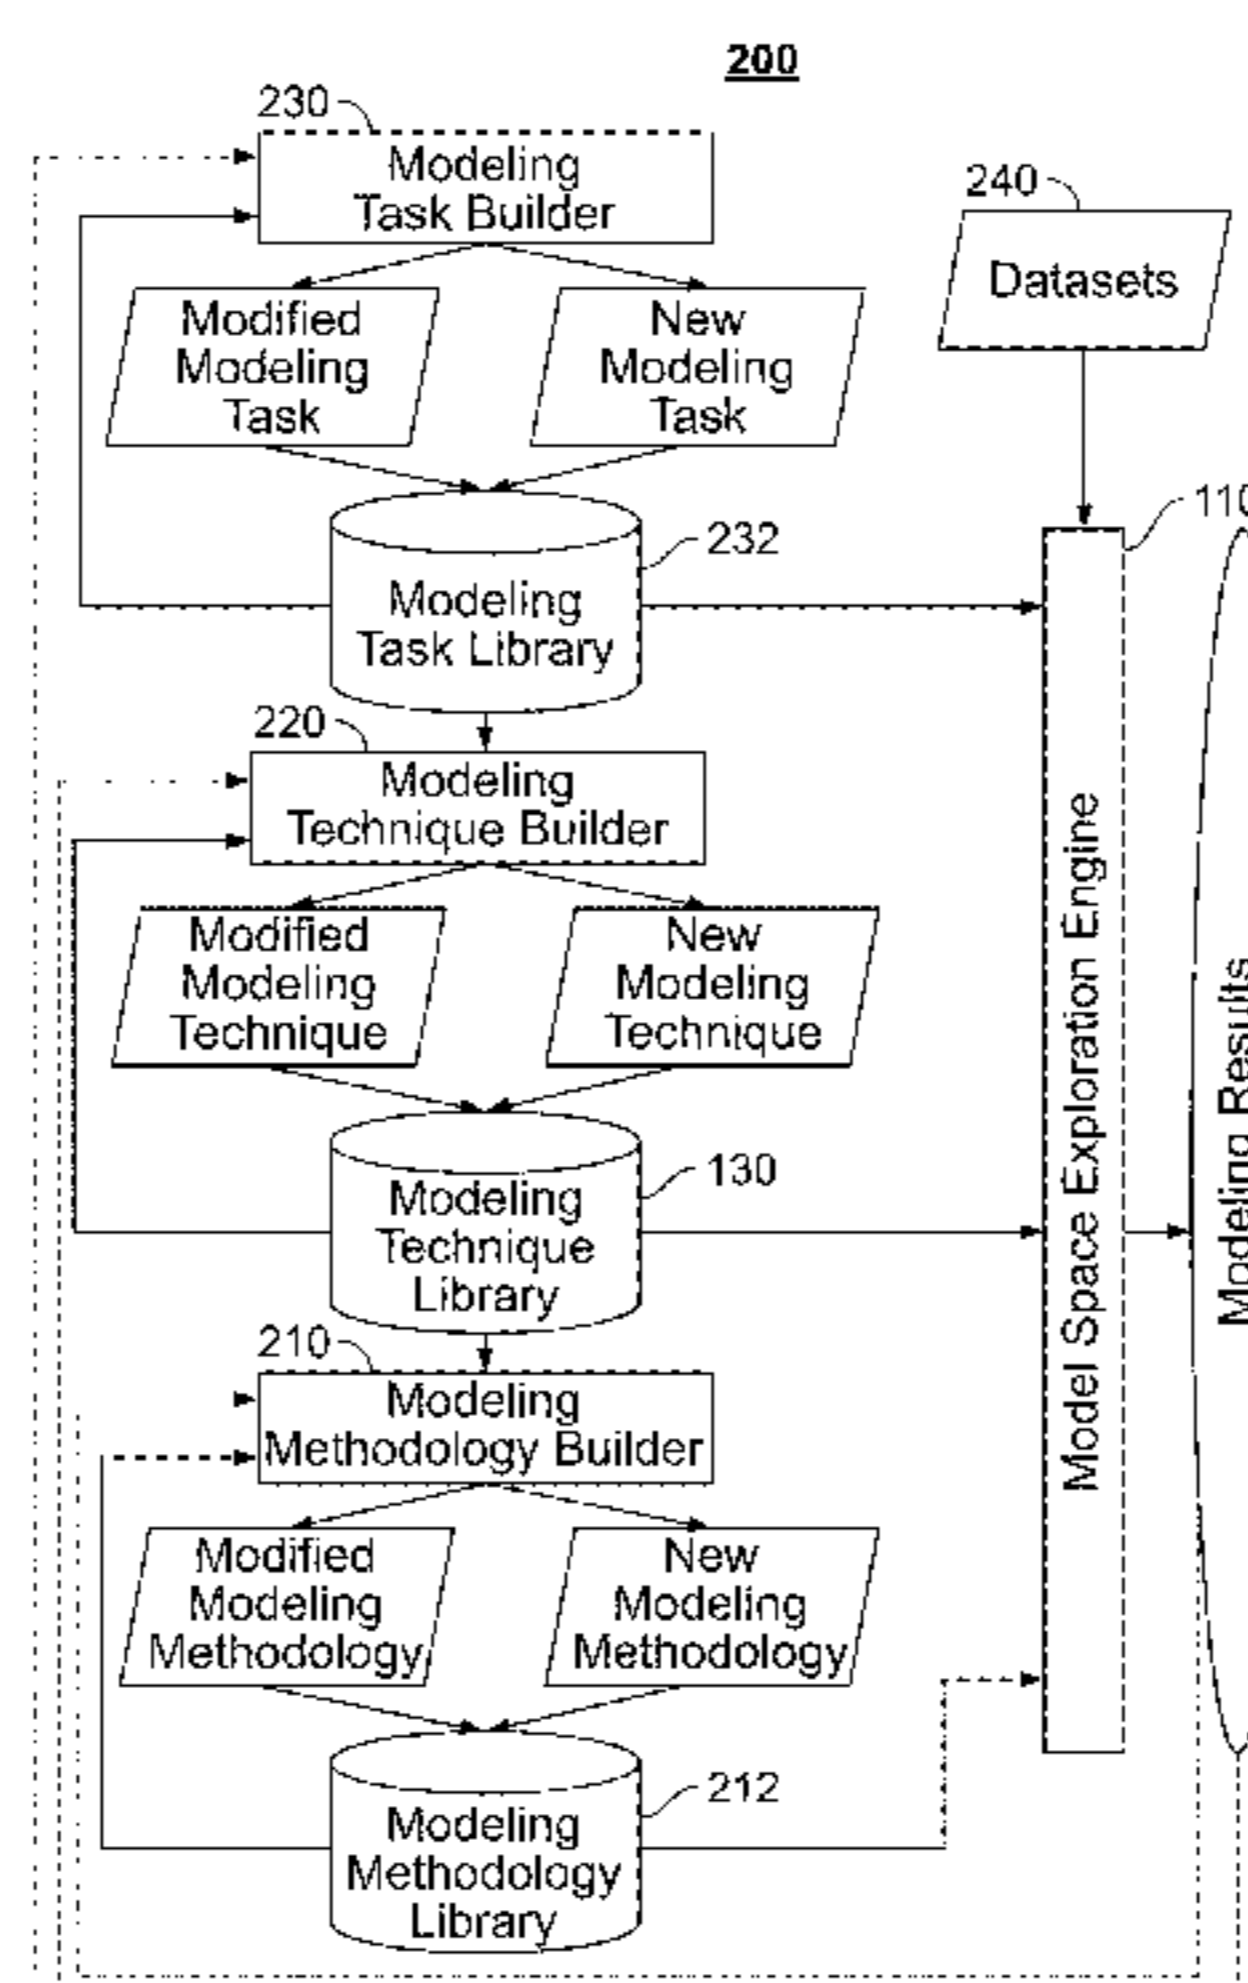 200
230
Modeling
Task Builder
240
Datasets
Modified
Modeling
Task
New
Modeling
Task
110
232
Modeling
Task Library
220
Modeling
Technique Builder
Modified
Modeling
Technique
New
Modeling
Technique
Model Space Exploration Engine
Modeling Results
130
Modeling
Technique
Library
210
Modeling
Methodology Builder
Modified
Modeling
Methodology
New
Modeling
Methodology
212
Modeling
Methodology
Library